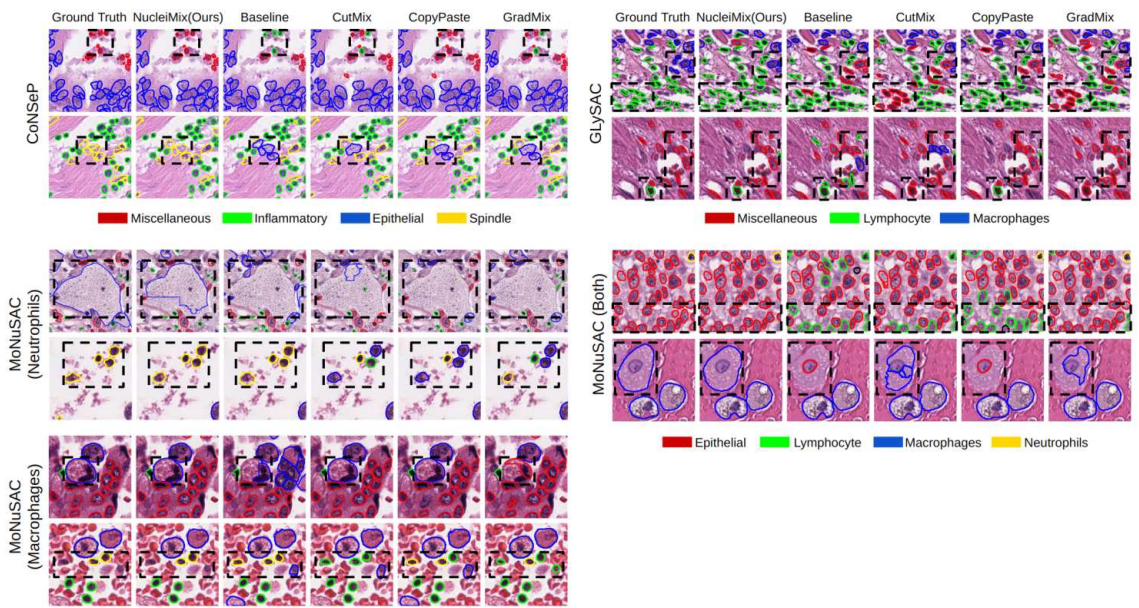 Ground Truth NucleiMix(Ours) Baseline CutMix CopyPaste GradMix
CoNSeP
Miscellaneous Inflammatory Epithelial Spindle
MoNuSAC
(Neutrophils)
MoNuSAC
(Macrophages)
Ground Truth NucleiMix(Ours) Baseline CutMix CopyPaste GradMix
GLySAC
Miscellaneous Lymphocyte Macrophages
MoNuSAC (Both)
Epithelial Lymphocyte Macrophages Neutrophils